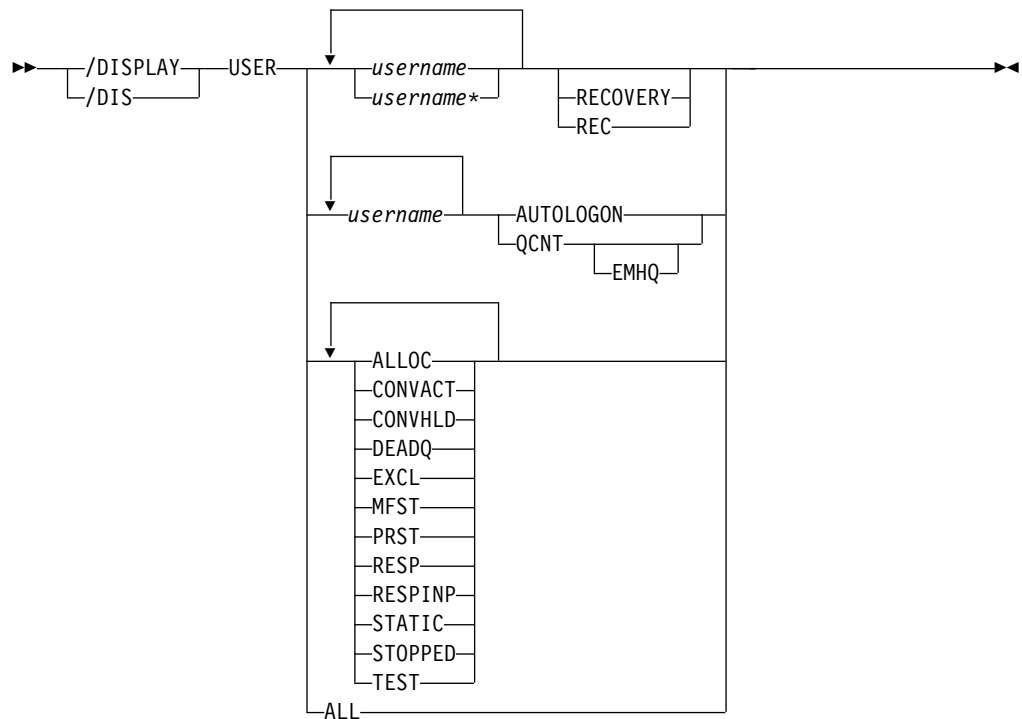 /DISPLAY USER username
/DIS username* RECOVERY
REC
username AUTOLOGON
QCNT
EMHQ
ALLOC
CONVACT
CONVHLD
DEADQ
EXCL
MFST
PRST
RESP
RESPINP
STATIC
STOPPED
TEST
ALL